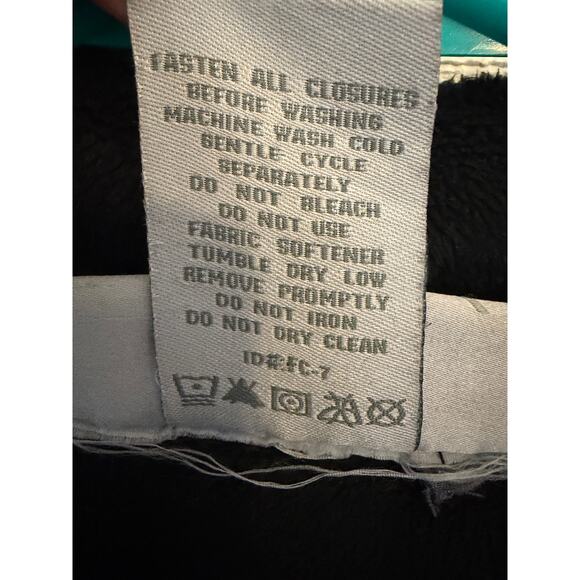 FASTEN ALL CLOSURES
BEFORE WASHING
MACHINE WASH COLD
GENTLE CYCLE
SEPARATELY
DO NOT BLEACH
DO NOT USE
FABRIC SOFTENER
TUMBLE DRY LOW
REMOVE PROMPTLY
DO NOT IRON
DO NOT DRY CLEAN
ID#:FC-7